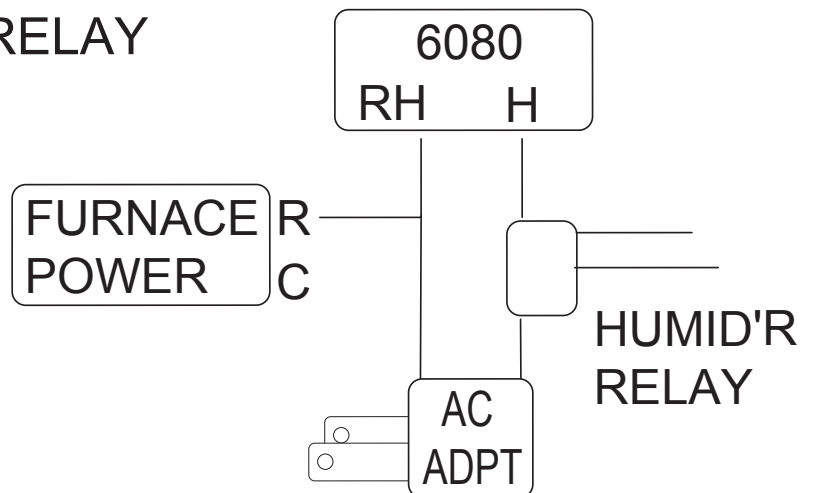 RELAY
6080
RH H
FURNACE R
POWER C
HUMID'R
RELAY
AC
ADPT